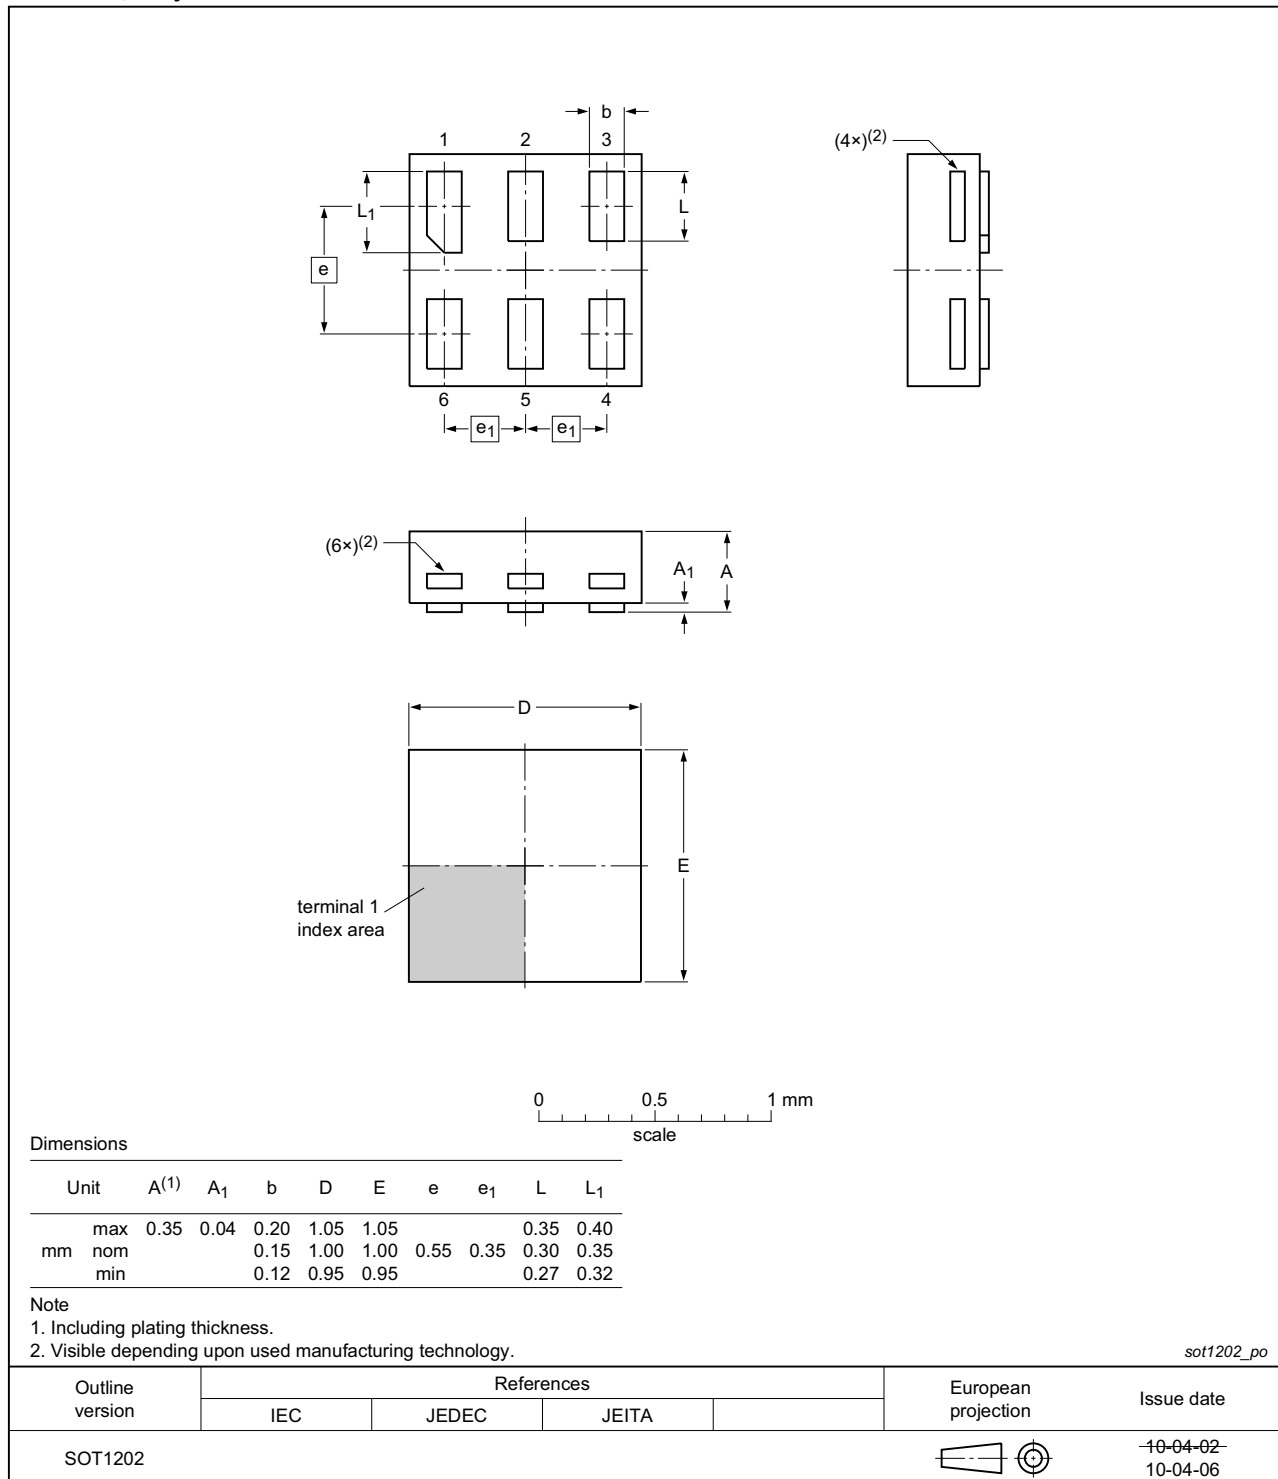 b
1 2 3
(4×)(2)
L1
L
e
6 5 4
e1 e1
(6×)(2)
A1 A
D
E
terminal 1
index area
0 0.5 1 mm
scale
Dimensions
Unit A(1) A1 b D E e e1 L L1
max 0.35 0.04 0.20 1.05 1.05 0.35 0.40
mm nom 0.15 1.00 1.00 0.55 0.35 0.30 0.35
min 0.12 0.95 0.95 0.27 0.32
Note
1. Including plating thickness.
2. Visible depending upon used manufacturing technology.
sot1202_po
Outline version References European projection Issue date
IEC JEDEC JEITA
SOT1202
10-04-02
10-04-06